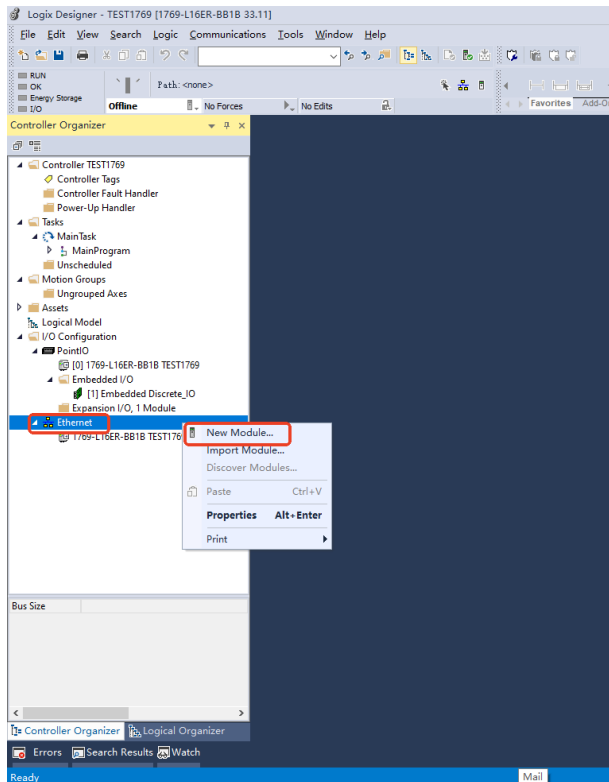 Logix Designer - TEST1769 [1769-L16ER-BB1B 33.11]
File Edit View Search Logic Communications Tools Window Help
RUN
OK
Energy Storage
I/O
Path: <none>
Offline
No Forces
No Edits
Favorites Add-O
Controller Organizer
Controller TEST1769
Controller Tags
Controller Fault Handler
Power-Up Handler
Tasks
MainTask
MainProgram
Unscheduled
Motion Groups
Ungrouped Axes
Assets
Logical Model
I/O Configuration
PointIO
[0] 1769-L16ER-BB1B TEST1769
Embedded I/O
[1] Embedded Discrete_IO
Expansion I/O, 1 Module
Ethernet
1769-L16ER-BB1B TEST176
New Module...
Import Module...
Discover Modules...
Paste Ctrl+V
Properties Alt+Enter
Print
Bus Size
Controller Organizer Logical Organizer
Errors Search Results Watch
Ready
Mail